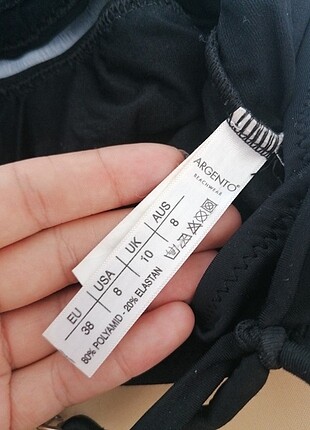 ARGENTO®
BEACHWEAR
EU USA UK AUS
38 8 10 8
80% POLYAMID - 20% ELASTAN